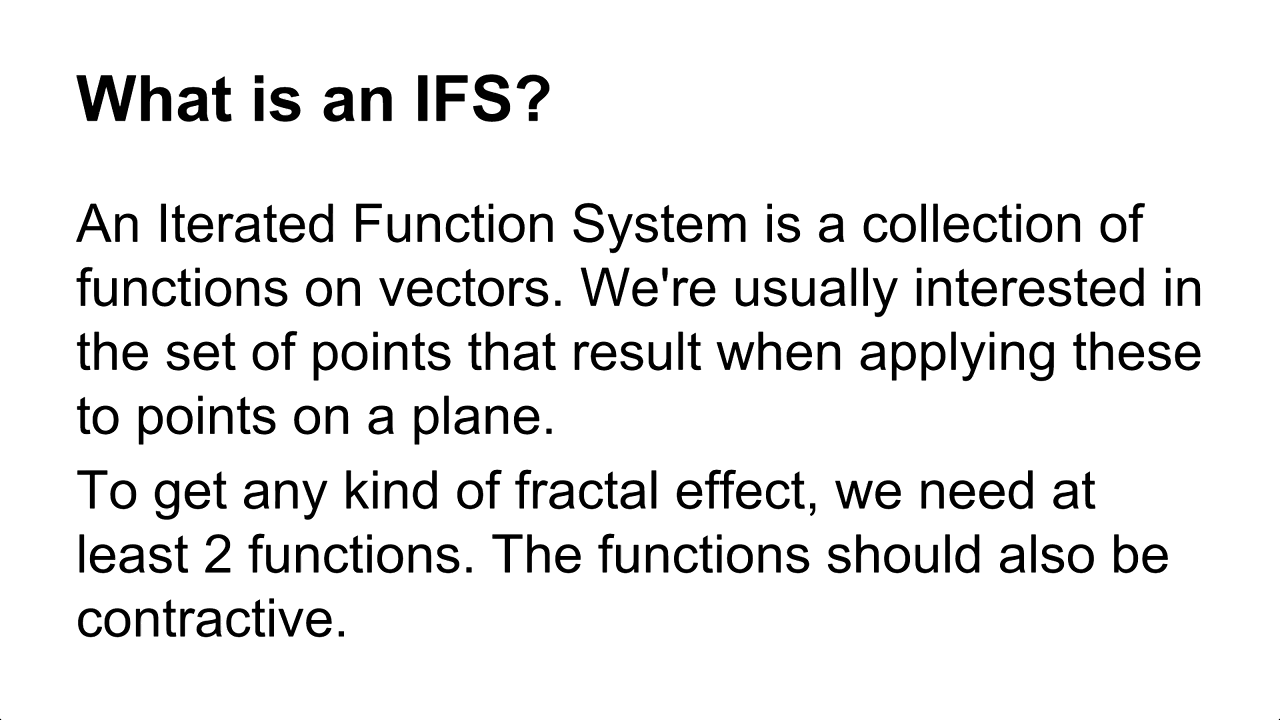 What is an IFS?
An Iterated Function System is a collection of
functions on vectors. We're usually interested in
the set of points that result when applying these
to points on a plane.
To get any kind of fractal effect, we need at
least 2 functions. The functions should also be
contractive.